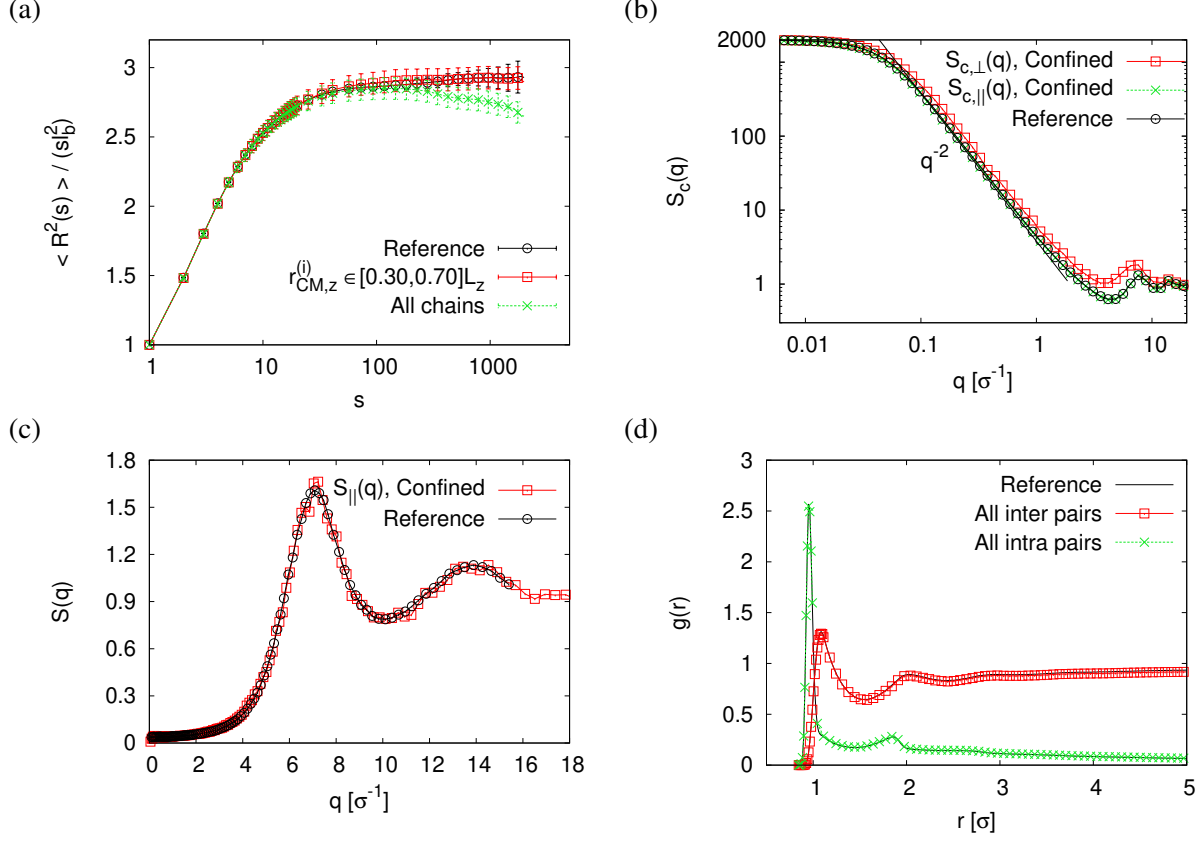 (a)
3
2.5
2
1.5
1
< R²(s) > / (sl_b²)
Reference
r_CM,z^(i) ∈ [0.30,0.70]L_z
All chains
1 10 100 1000
s
(b)
2000
100
10
1
S_c(q)
S_c,⊥(q), Confined
S_c,||(q), Confined
Reference
q⁻²
0.01 0.1 1 10
q [σ⁻¹]
(c)
1.8
1.5
1.2
0.9
0.6
0.3
0
S(q)
S_||(q), Confined
Reference
0 2 4 6 8 10 12 14 16 18
q [σ⁻¹]
(d)
3
2.5
2
1.5
1
0.5
0
g(r)
Reference
All inter pairs
All intra pairs
1 2 3 4 5
r [σ]